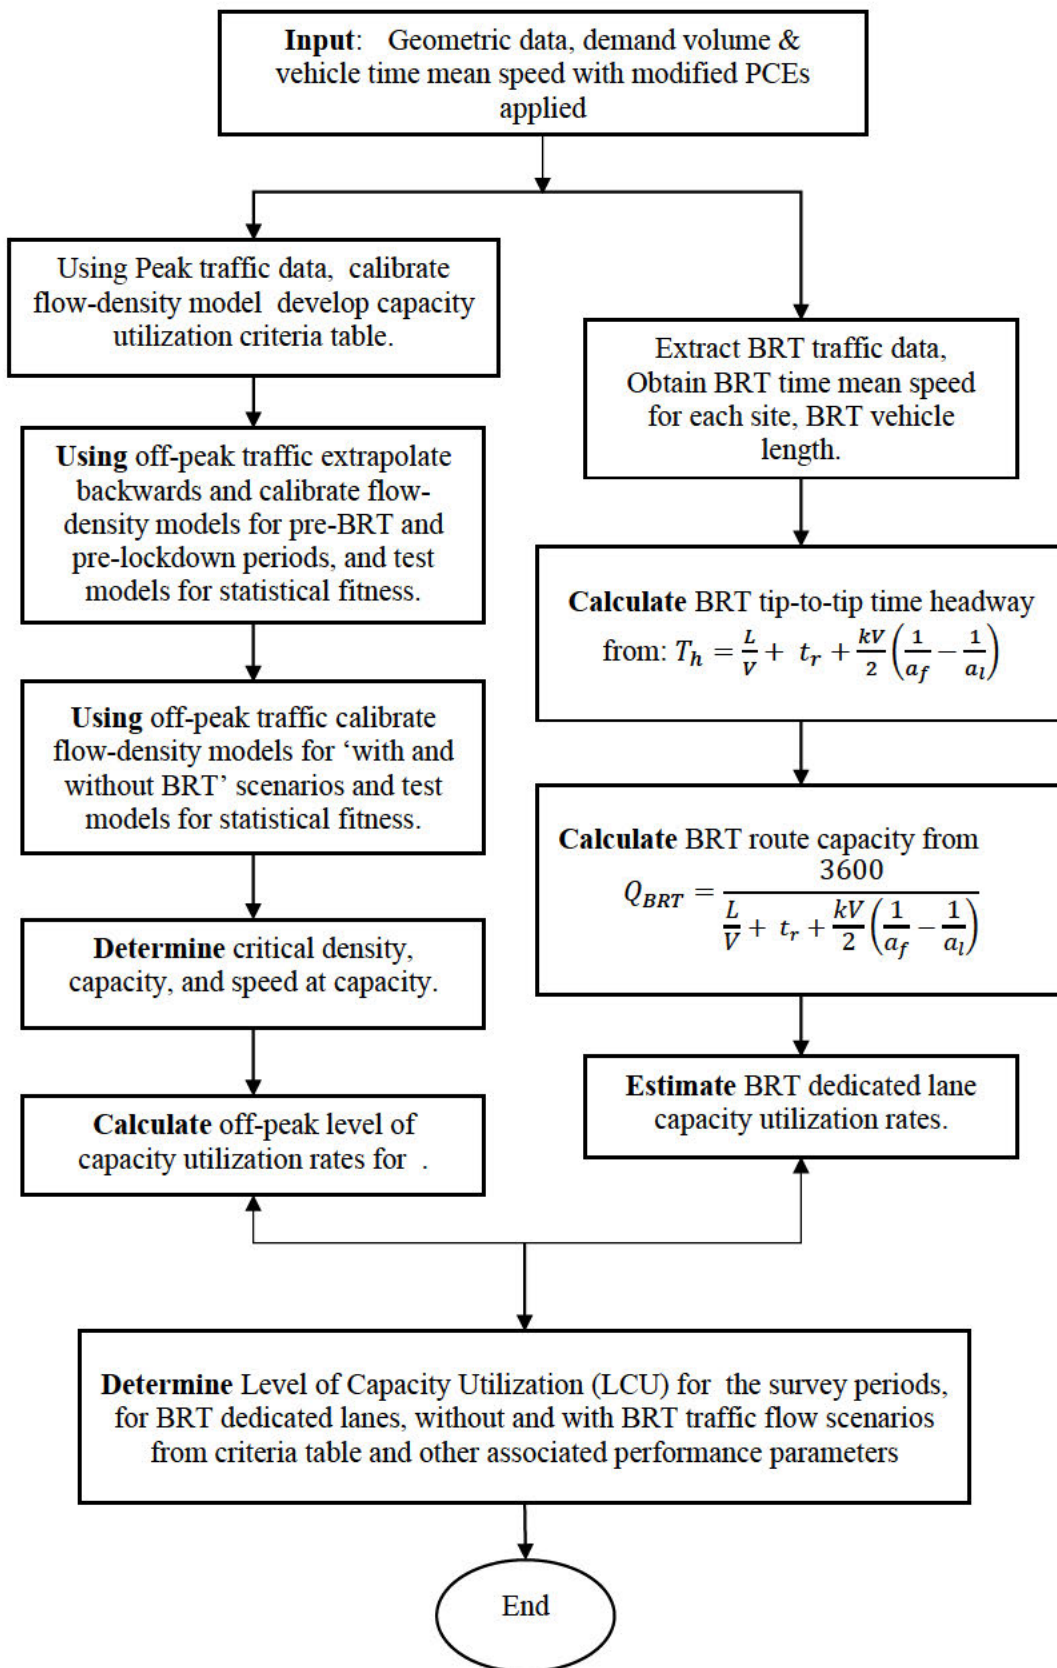 Input: Geometric data, demand volume &
vehicle time mean speed with modified PCEs
applied
Using Peak traffic data, calibrate
flow-density model develop capacity
utilization criteria table.
Using off-peak traffic extrapolate
backwards and calibrate flow-
density models for pre-BRT and
pre-lockdown periods, and test
models for statistical fitness.
Using off-peak traffic calibrate
flow-density models for ‘with and
without BRT’ scenarios and test
models for statistical fitness.
Determine critical density,
capacity, and speed at capacity.
Calculate off-peak level of
capacity utilization rates for .
Extract BRT traffic data,
Obtain BRT time mean speed
for each site, BRT vehicle
length.
Calculate BRT tip-to-tip time headway
from: T_h = L/V + t_r + kV/2 (1/a_f − 1/a_l)
Calculate BRT route capacity from
Q_BRT = 3600 / (L/V + t_r + kV/2 (1/a_f − 1/a_l))
Estimate BRT dedicated lane
capacity utilization rates.
Determine Level of Capacity Utilization (LCU) for the survey periods,
for BRT dedicated lanes, without and with BRT traffic flow scenarios
from criteria table and other associated performance parameters
End